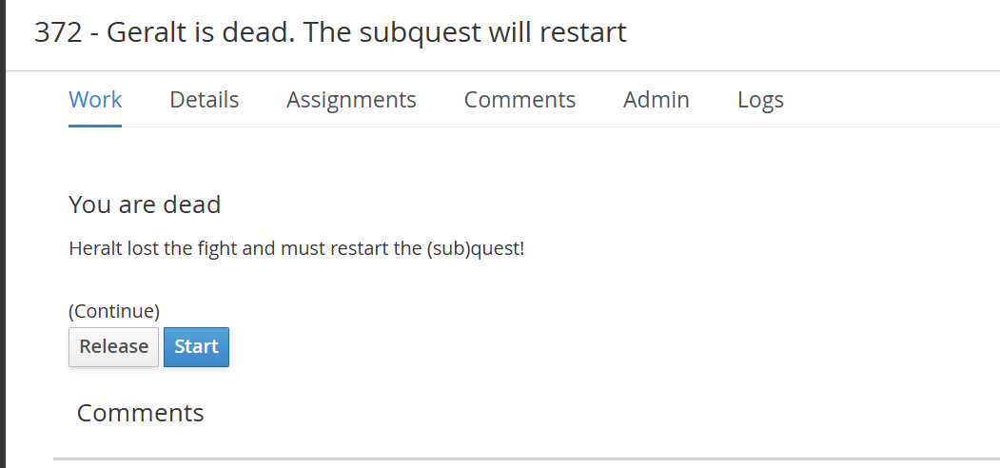 372 - Geralt is dead. The subquest will restart
Work Details Assignments Comments Admin Logs
You are dead
Heralt lost the fight and must restart the (sub)quest!
(Continue)
Release Start
Comments